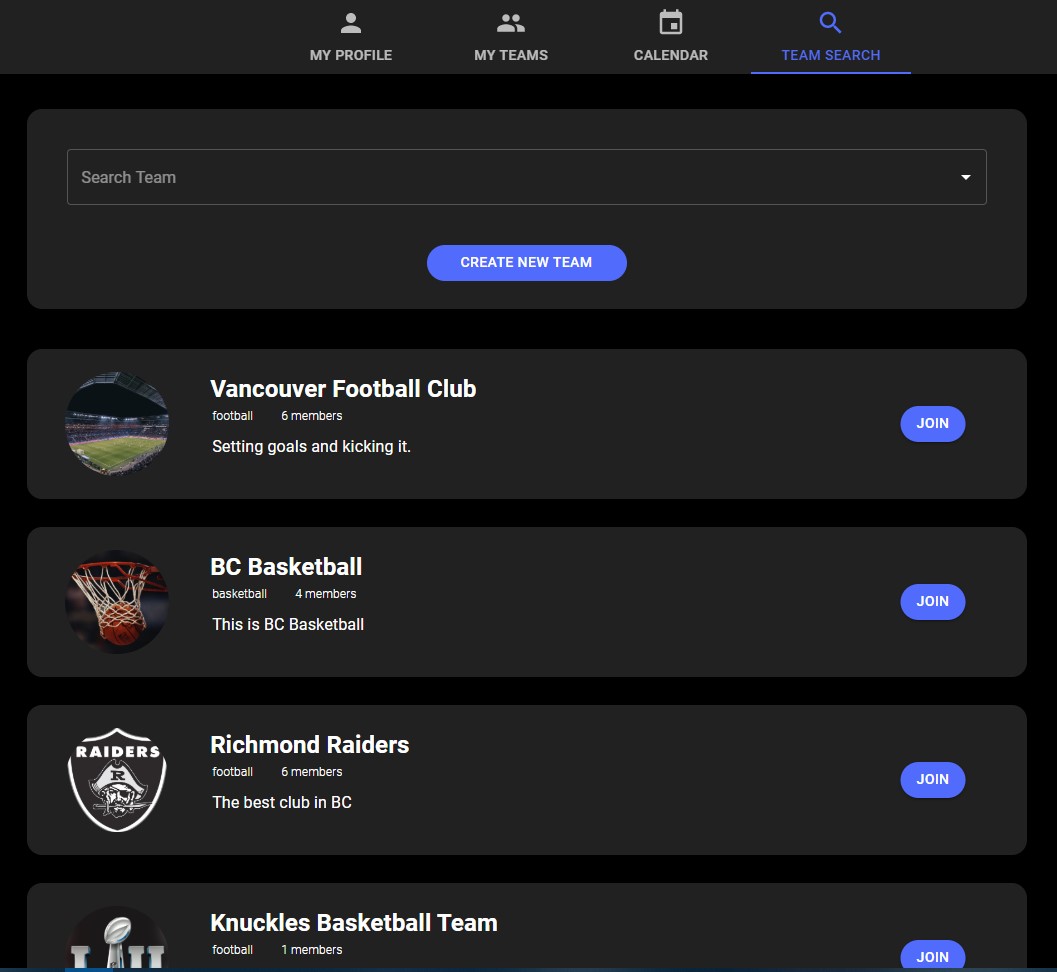 MY PROFILE
MY TEAMS
CALENDAR
TEAM SEARCH
Search Team
CREATE NEW TEAM
Vancouver Football Club
football 6 members
Setting goals and kicking it.
JOIN
BC Basketball
basketball 4 members
This is BC Basketball
JOIN
RAIDERS
R
Richmond Raiders
football 6 members
The best club in BC
JOIN
Knuckles Basketball Team
football 1 members
JOIN